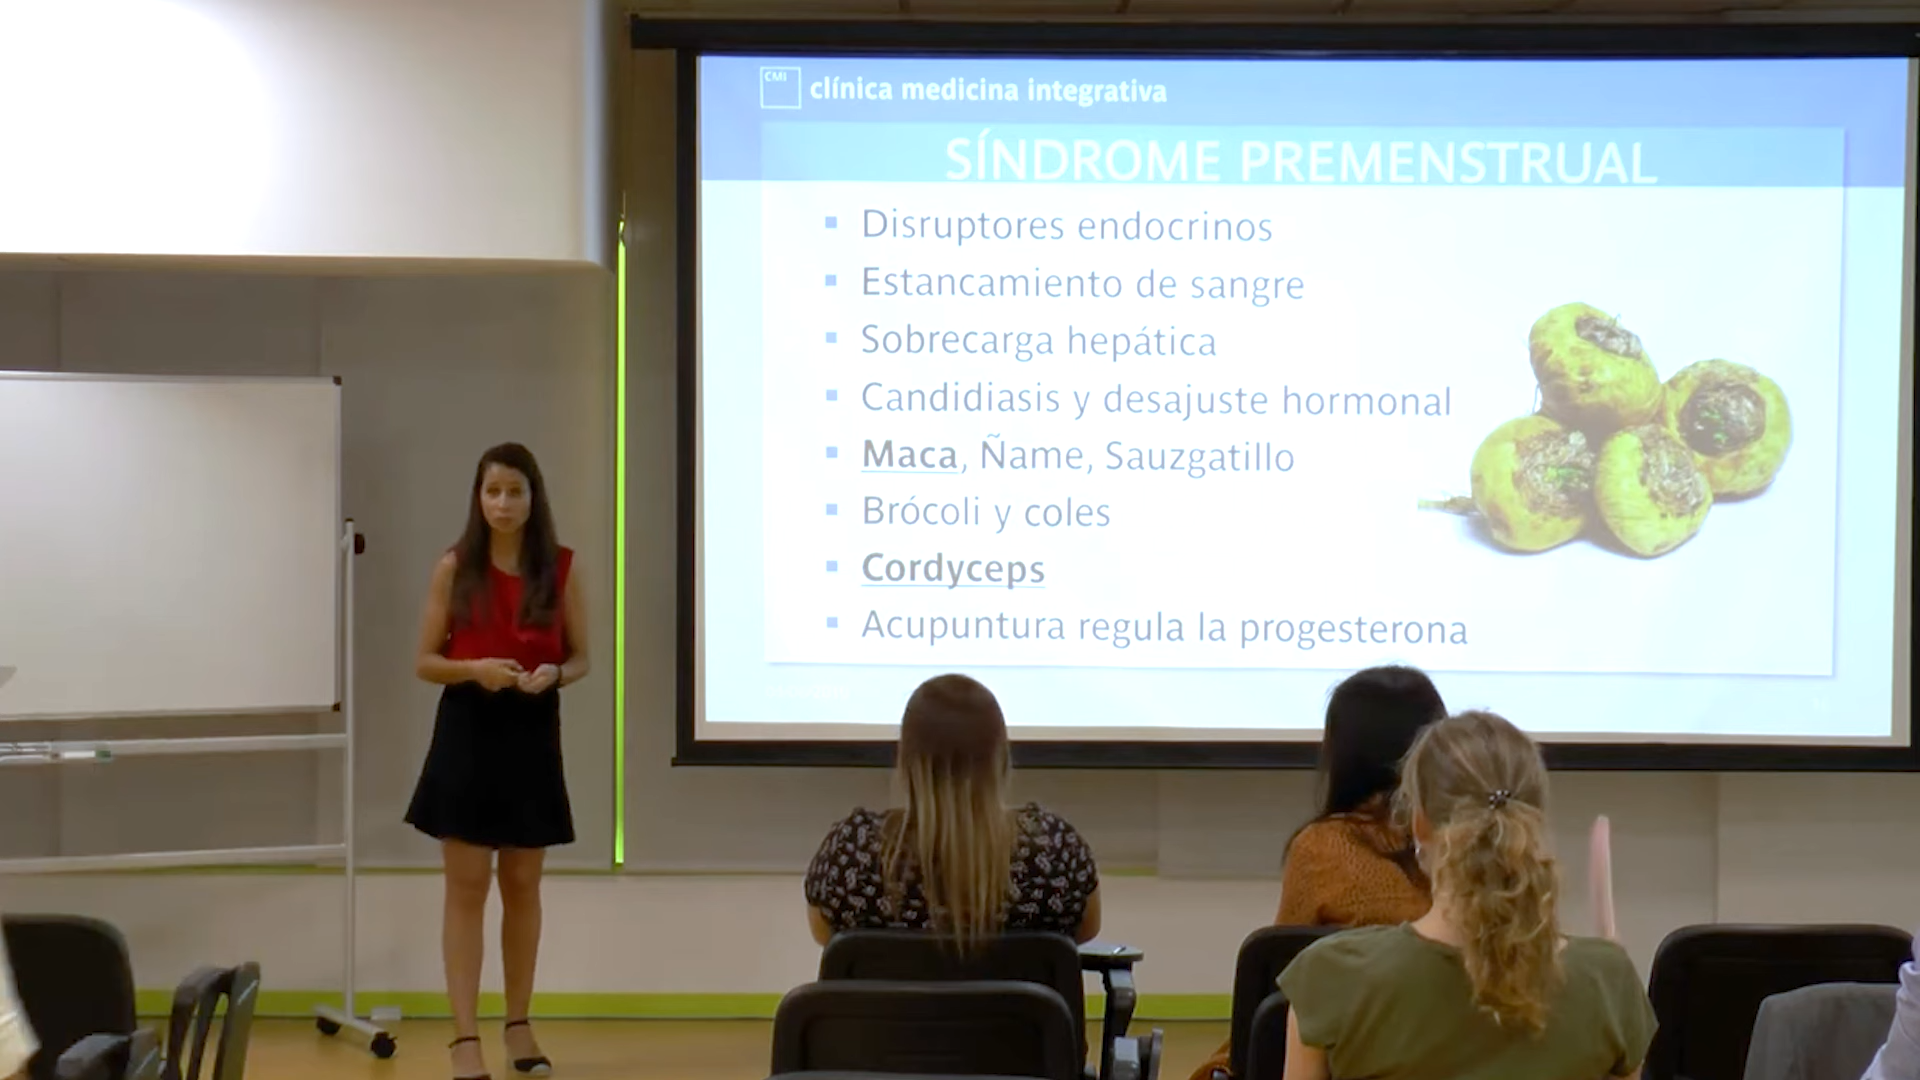 CMI
clínica medicina integrativa
SÍNDROME PREMENSTRUAL
Disruptores endocrinos
Estancamiento de sangre
Sobrecarga hepática
Candidiasis y desajuste hormonal
Maca, Ñame, Sauzgatillo
Brócoli y coles
Cordyceps
Acupuntura regula la progesterona